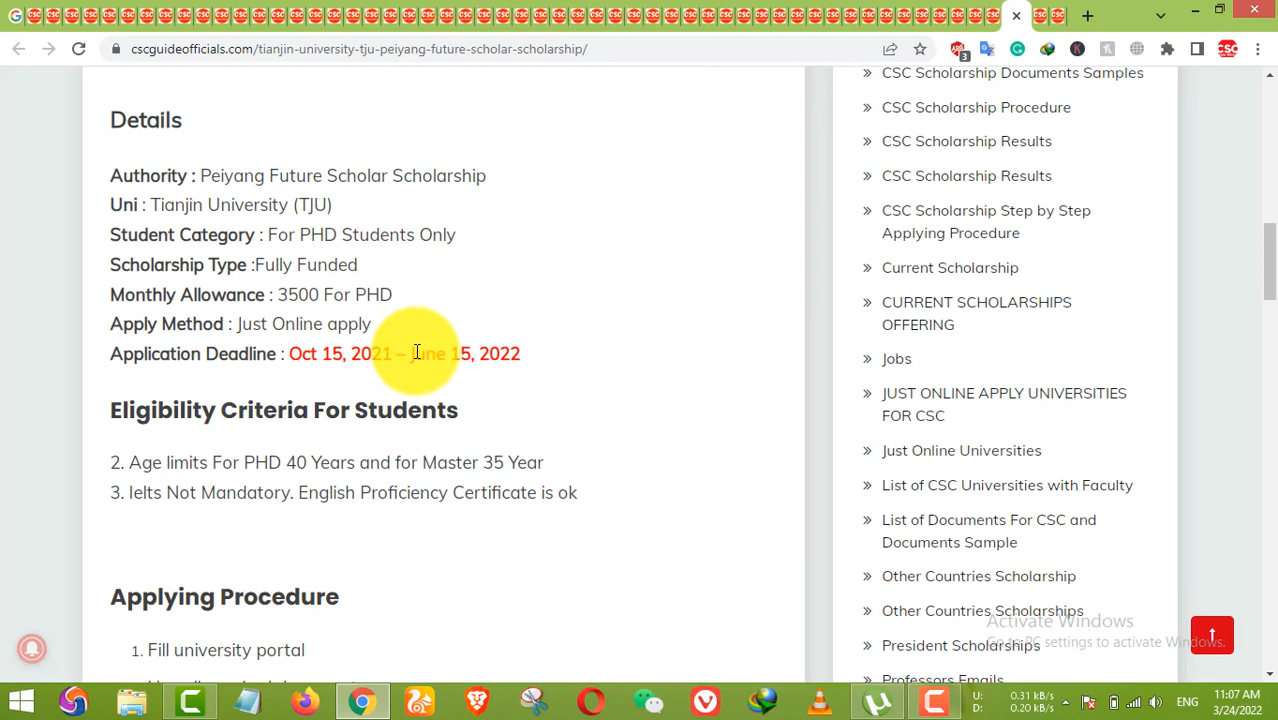 cscguideofficials.com/tianjin-university-tju-peiyang-future-scholar-scholarship/
3
CSC
Details
Authority : Peiyang Future Scholar Scholarship
Uni : Tianjin University (TJU)
Student Category : For PHD Students Only
Scholarship Type :Fully Funded
Monthly Allowance : 3500 For PHD
Apply Method : Just Online apply
Application Deadline : Oct 15, 2021 – June 15, 2022
Eligibility Criteria For Students
2. Age limits For PHD 40 Years and for Master 35 Year
3. Ielts Not Mandatory. English Proficiency Certificate is ok
Applying Procedure
1. Fill university portal
CSC Scholarship Documents Samples
CSC Scholarship Procedure
CSC Scholarship Results
CSC Scholarship Results
CSC Scholarship Step by Step
Applying Procedure
Current Scholarship
CURRENT SCHOLARSHIPS
OFFERING
Jobs
JUST ONLINE APPLY UNIVERSITIES
FOR CSC
Just Online Universities
List of CSC Universities with Faculty
List of Documents For CSC and
Documents Sample
Other Countries Scholarship
Other Countries Scholarships
President Scholarships
Professors Emails
Activate Windows
Go to PC settings to activate Windows.
U: 0.31 kB/s
D: 0.20 kB/s
ENG
11:07 AM
3/24/2022